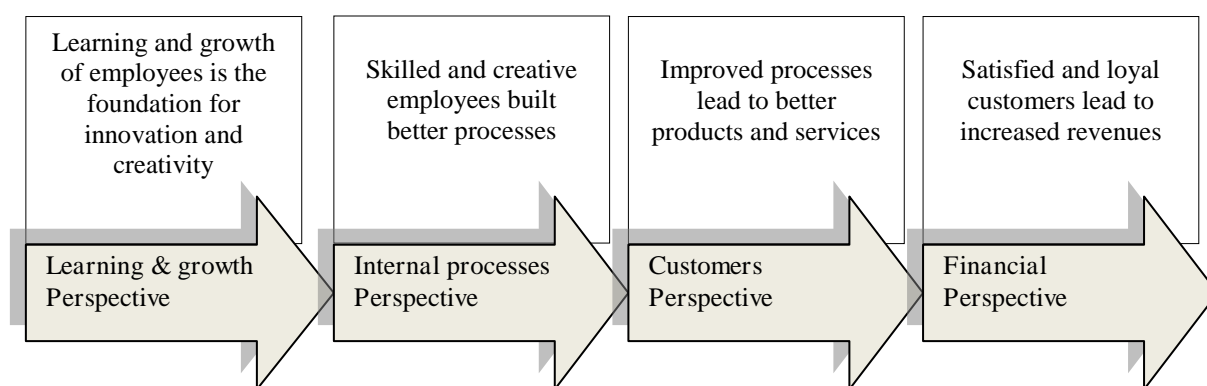 Learning and growth
of employees is the
foundation for
innovation and
creativity
Skilled and creative
employees built
better processes
Improved processes
lead to better
products and services
Satisfied and loyal
customers lead to
increased revenues
Learning & growth
Perspective
Internal processes
Perspective
Customers
Perspective
Financial
Perspective